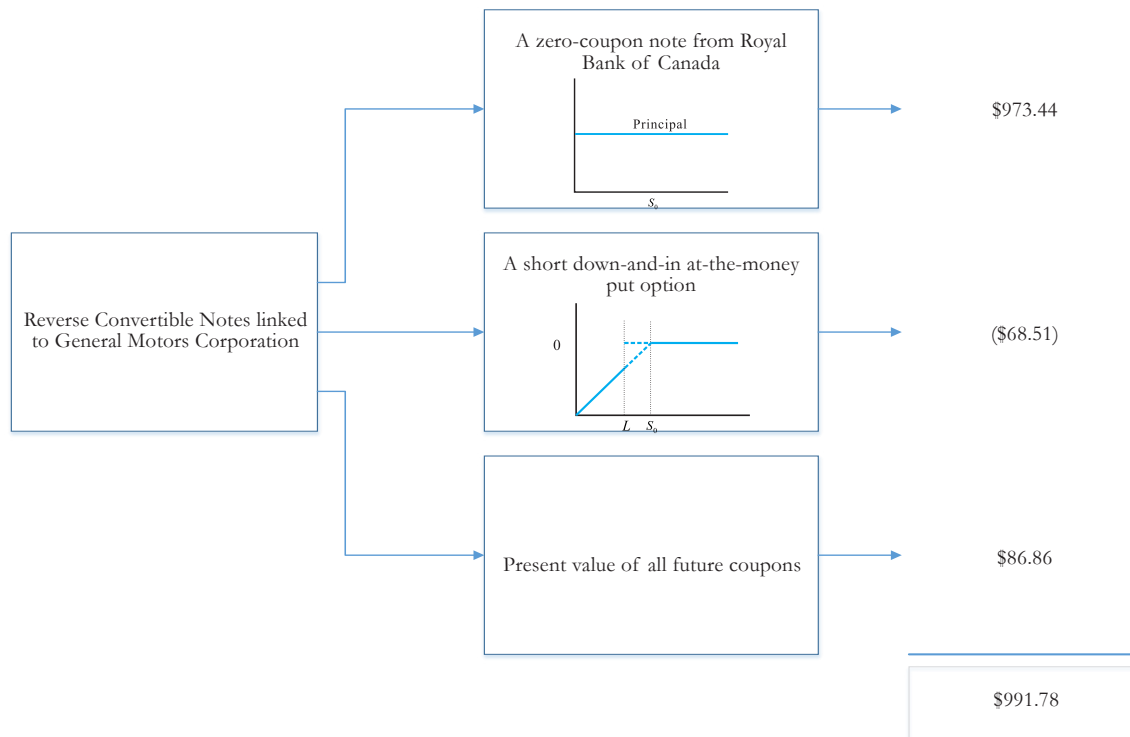 A zero-coupon note from Royal
Bank of Canada
Principal
S₀
$973.44
Reverse Convertible Notes linked
to General Motors Corporation
A short down-and-in at-the-money
put option
0
L S₀
($68.51)
Present value of all future coupons
$86.86
$991.78